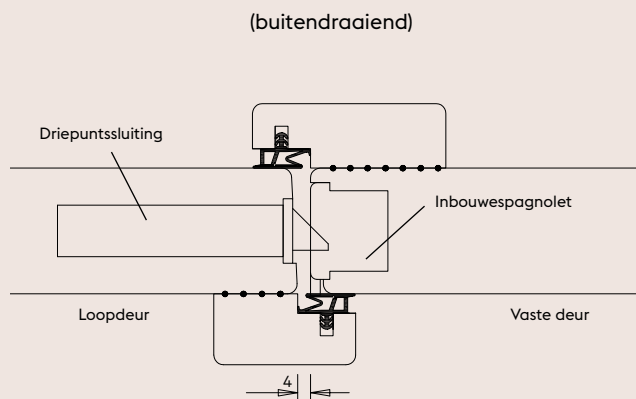 (buitendraaiend)
Driepuntssluiting
Inbouwespagnolet
Loopdeur
Vaste deur
4